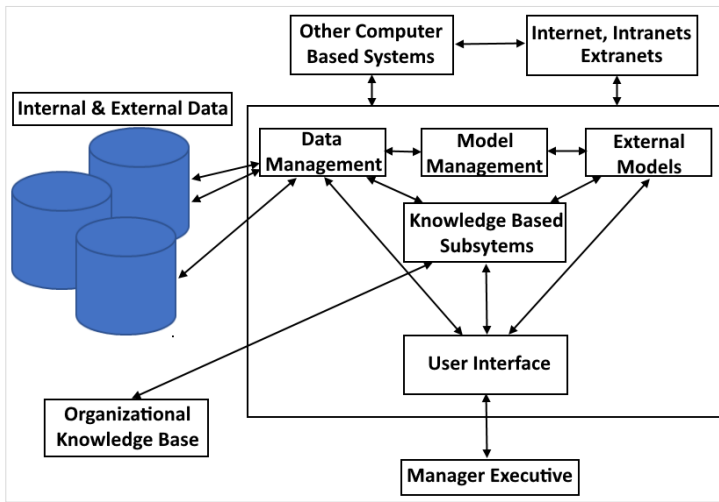 Other Computer
Based Systems
Internet, Intranets
Extranets
Internal & External Data
Data
Management
Model
Management
External
Models
Knowledge Based
Subsytems
User Interface
Organizational
Knowledge Base
Manager Executive